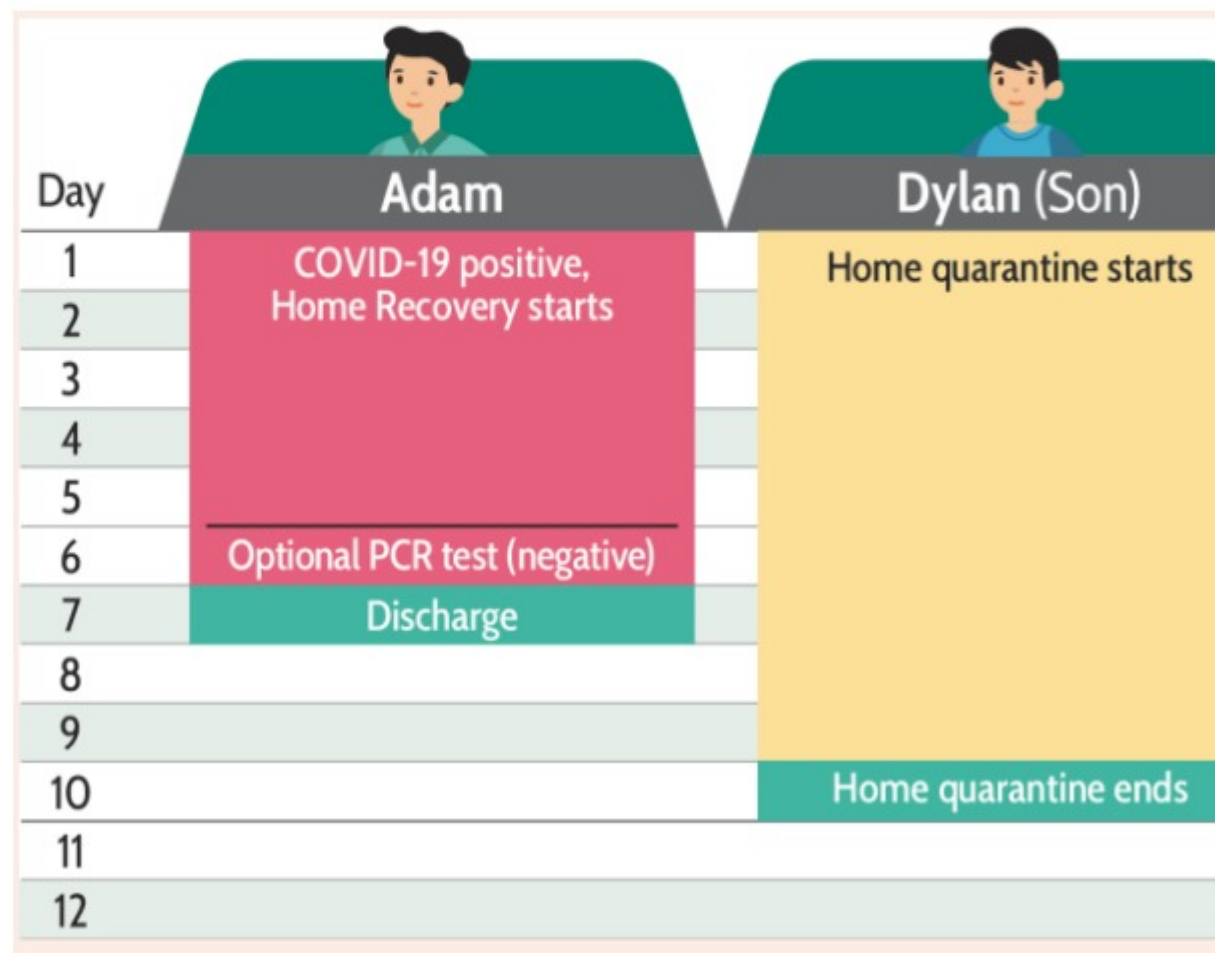 Day
Adam
Dylan (Son)
1
COVID-19 positive,
Home Recovery starts
Home quarantine starts
2
3
4
5
6
Optional PCR test (negative)
7
Discharge
8
9
10
Home quarantine ends
11
12